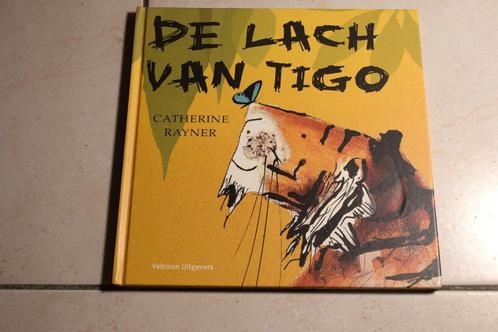 DE LACH
VAN TIGO
CATHERINE
RAYNER
Veltman Uitgevers